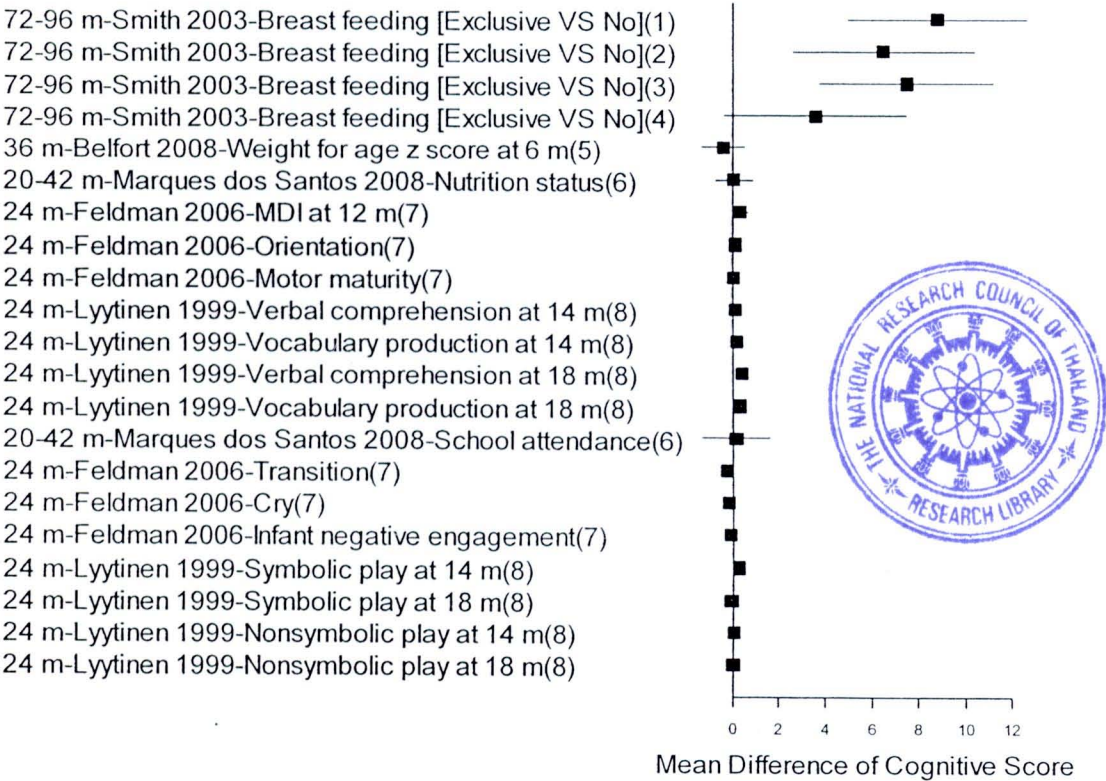 72-96 m-Smith 2003-Breast feeding [Exclusive VS No](1)
72-96 m-Smith 2003-Breast feeding [Exclusive VS No](2)
72-96 m-Smith 2003-Breast feeding [Exclusive VS No](3)
72-96 m-Smith 2003-Breast feeding [Exclusive VS No](4)
36 m-Belfort 2008-Weight for age z score at 6 m(5)
20-42 m-Marques dos Santos 2008-Nutrition status(6)
24 m-Feldman 2006-MDI at 12 m(7)
24 m-Feldman 2006-Orientation(7)
24 m-Feldman 2006-Motor maturity(7)
24 m-Lyytinen 1999-Verbal comprehension at 14 m(8)
24 m-Lyytinen 1999-Vocabulary production at 14 m(8)
24 m-Lyytinen 1999-Verbal comprehension at 18 m(8)
24 m-Lyytinen 1999-Vocabulary production at 18 m(8)
20-42 m-Marques dos Santos 2008-School attendance(6)
24 m-Feldman 2006-Transition(7)
24 m-Feldman 2006-Cry(7)
24 m-Feldman 2006-Infant negative engagement(7)
24 m-Lyytinen 1999-Symbolic play at 14 m(8)
24 m-Lyytinen 1999-Symbolic play at 18 m(8)
24 m-Lyytinen 1999-Nonsymbolic play at 14 m(8)
24 m-Lyytinen 1999-Nonsymbolic play at 18 m(8)
0 2 4 6 8 10 12
Mean Difference of Cognitive Score
THE NATIONAL RESEARCH COUNCIL OF THAILAND
RESEARCH LIBRARY